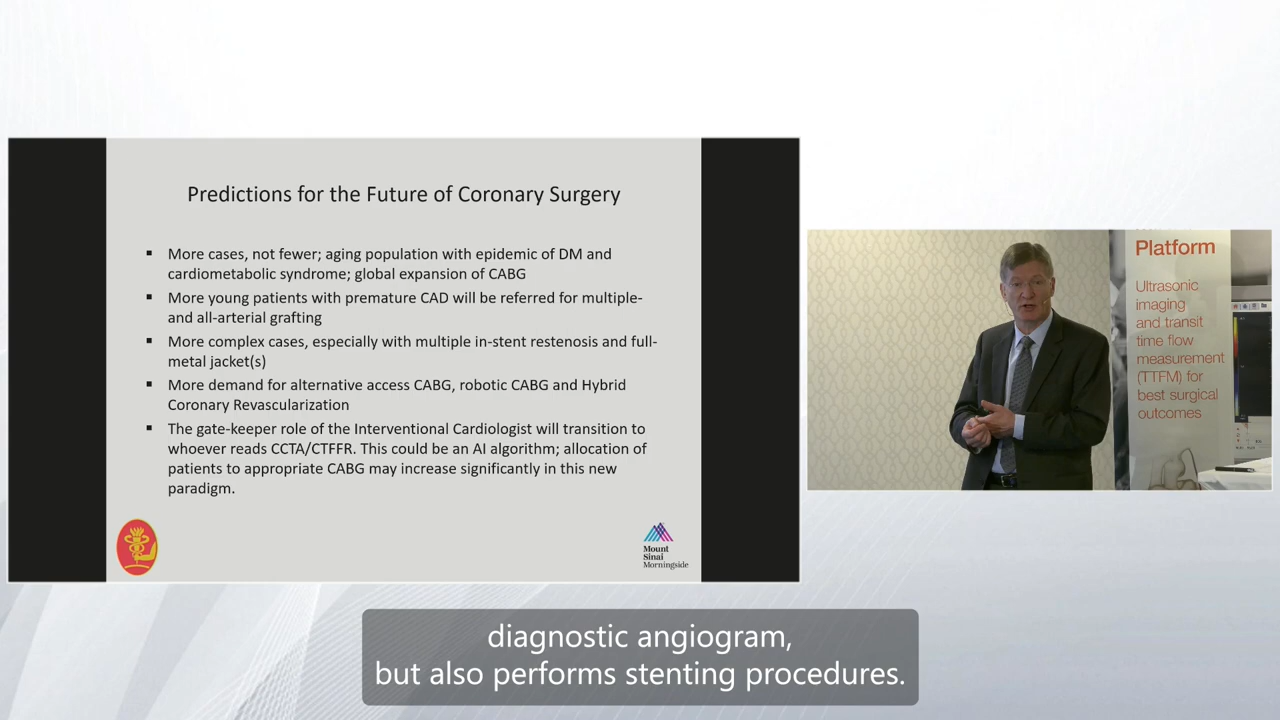 Predictions for the Future of Coronary Surgery
▪ More cases, not fewer; aging population with epidemic of DM and
cardiometabolic syndrome; global expansion of CABG
▪ More young patients with premature CAD will be referred for multiple-
and all-arterial grafting
▪ More complex cases, especially with multiple in-stent restenosis and full-
metal jacket(s)
▪ More demand for alternative access CABG, robotic CABG and Hybrid
Coronary Revascularization
▪ The gate-keeper role of the Interventional Cardiologist will transition to
whoever reads CCTA/CTFFR. This could be an AI algorithm; allocation of
patients to appropriate CABG may increase significantly in this new
paradigm.
Mount
Sinai
Morningside
Platform
Ultrasonic
imaging
and transit
time flow
measurement
(TTFM) for
best surgical
outcomes
diagnostic angiogram,
but also performs stenting procedures.